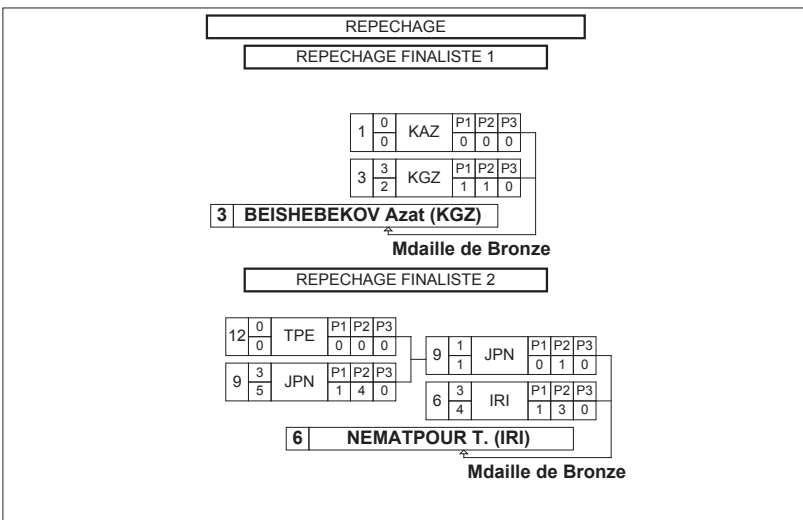 REPECHAGE
REPECHAGE FINALISTE 1
1 0 KAZ P1 P2 P3
0 0 0 0
3 3 KGZ P1 P2 P3
2 1 1 0
3 BEISHEBEKOV Azat (KGZ)
Mdaille de Bronze
REPECHAGE FINALISTE 2
12 0 TPE P1 P2 P3
0 0 0 0
9 3 JPN P1 P2 P3
5 1 4 0
9 1 JPN P1 P2 P3
1 0 1 0
6 3 IRI P1 P2 P3
4 1 3 0
6 NEMATPOUR T. (IRI)
Mdaille de Bronze